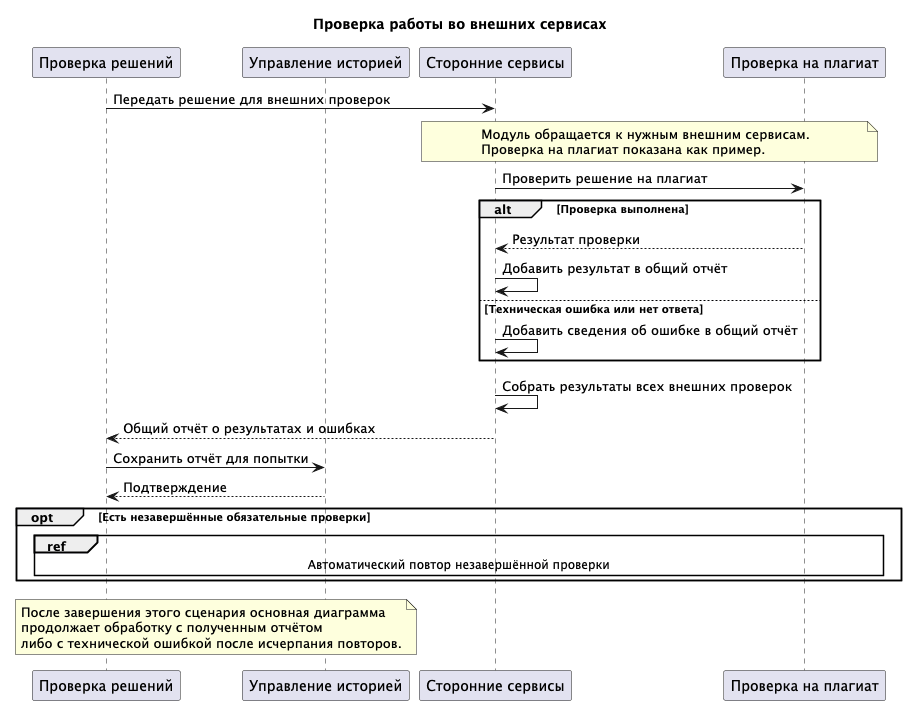 Проверка работы во внешних сервисах
Проверка решений
Управление историей
Сторонние сервисы
Проверка на плагиат
Передать решение для внешних проверок
Модуль обращается к нужным внешним сервисам.
Проверка на плагиат показана как пример.
Проверить решение на плагиат
alt [Проверка выполнена]
Результат проверки
Добавить результат в общий отчёт
[Техническая ошибка или нет ответа]
Добавить сведения об ошибке в общий отчёт
Собрать результаты всех внешних проверок
Общий отчёт о результатах и ошибках
Сохранить отчёт для попытки
Подтверждение
opt [Есть незавершённые обязательные проверки]
ref
Автоматический повтор незавершённой проверки
После завершения этого сценария основная диаграмма
продолжает обработку с полученным отчётом
либо с технической ошибкой после исчерпания повторов.
Проверка решений
Управление историей
Сторонние сервисы
Проверка на плагиат